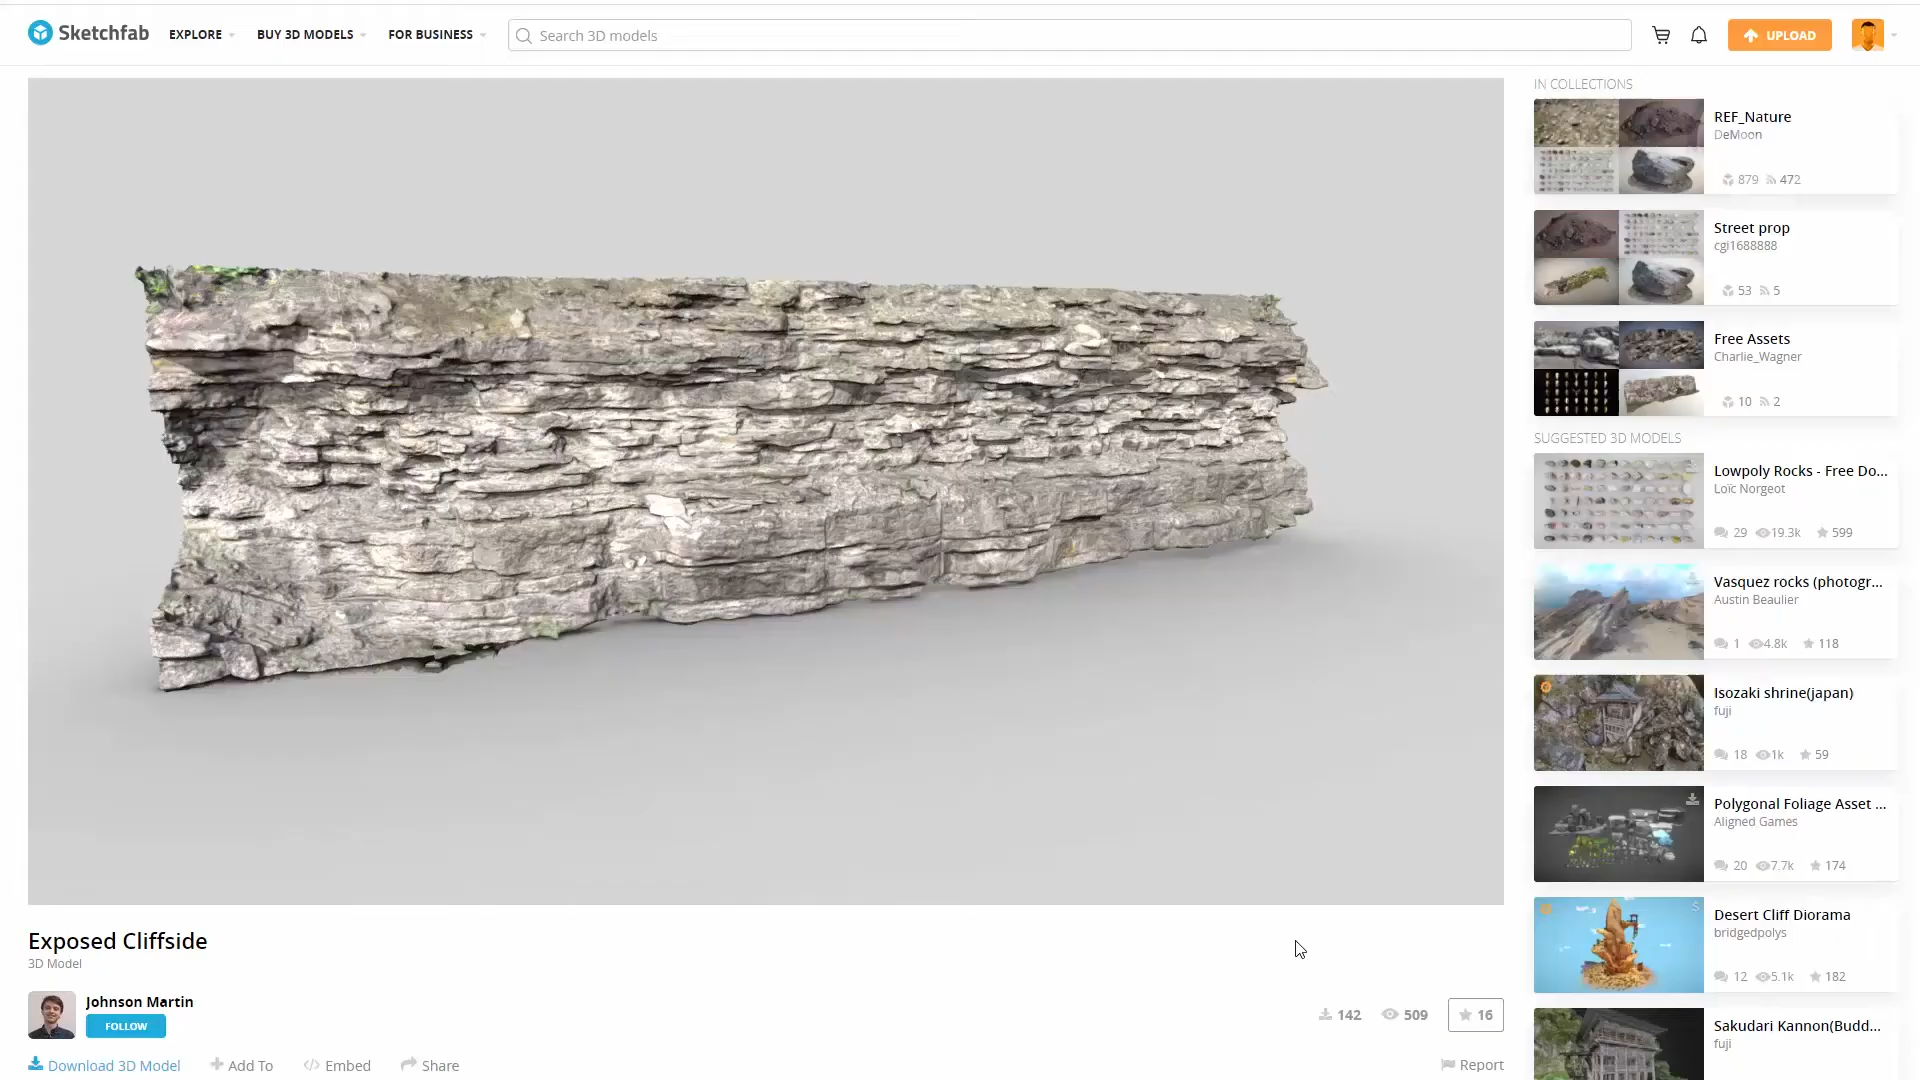 Sketchfab
EXPLORE
BUY 3D MODELS
FOR BUSINESS
Search 3D models
UPLOAD
IN COLLECTIONS
REF_Nature
DeMoon
879 472
Street prop
cgi1688888
53 5
Free Assets
Charlie_Wagner
10 2
SUGGESTED 3D MODELS
Lowpoly Rocks - Free Do...
Loïc Norgeot
29 19.3k 599
Vasquez rocks (photogr...
Austin Beaulier
1 4.8k 118
Isozaki shrine(japan)
fuji
18 1k 59
Polygonal Foliage Asset ...
Aligned Games
20 7.7k 174
Desert Cliff Diorama
bridgedpolys
12 5.1k 182
Sakudari Kannon(Budd...
fuji
Exposed Cliffside
3D Model
Johnson Martin
FOLLOW
142 509 16
Download 3D Model
Add To
Embed
Share
Report